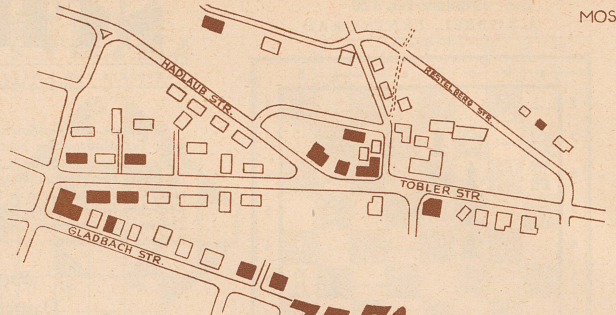 MOS
HADLAUB STR.
RESTELBERG STR.
TOBLER STR
GLADBACH STR.